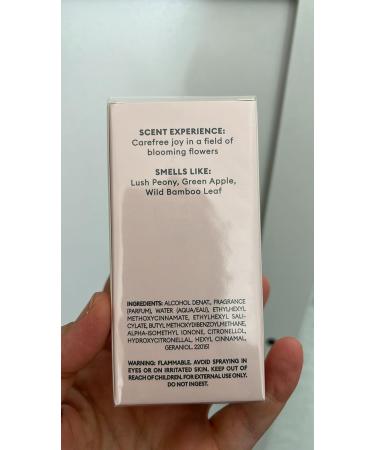 SCENT EXPERIENCE:
Carefree joy in a field of
blooming flowers
SMELLS LIKE:
Lush Peony, Green Apple,
Wild Bamboo Leaf
INGREDIENTS: ALCOHOL DENAT., FRAGRANCE
(PARFUM), WATER (AQUA/EAU), ETHYLHEXYL
METHOXYCINNAMATE, ETHYLHEXYL SALI-
CYLATE, BUTYL METHOXYDIBENZOYLMETHANE,
ALPHA-ISOMETHYL IONONE, CITRONELLOL,
HYDROXYCITRONELLAL, HEXYL CINNAMAL,
GERANIOL. 220151
WARNING: FLAMMABLE. AVOID SPRAYING IN
EYES OR ON IRRITATED SKIN. KEEP OUT OF
REACH OF CHILDREN. FOR EXTERNAL USE ONLY.
DO NOT INGEST.